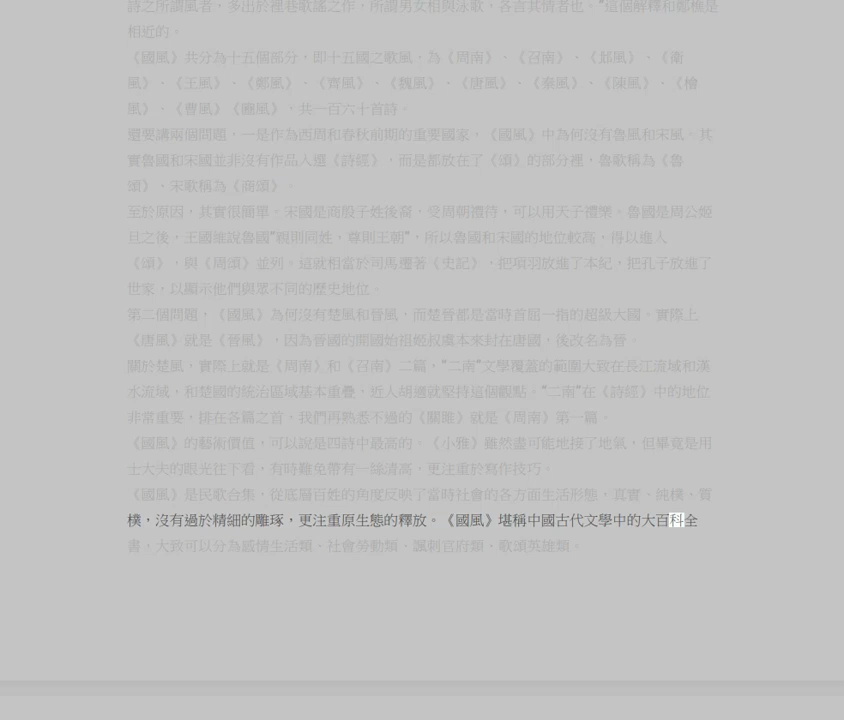 詩之所謂風者，多出於裡巷歌謠之作，所謂男女相與泳歌，各言其情者也。"這個解釋和鄭樵是
相近的。
《國風》共分為十五個部分，即十五國之歌風，為《周南》、《召南》、《邶風》、《衛
風》、《王風》、《鄭風》、《齊風》、《魏風》、《唐風》、《秦風》、《陳風》、《檜
風》、《曹風》《豳風》，共一百六十首詩。
還要講兩個問題，一是作為西周和春秋前期的重要國家，《國風》中為何沒有魯風和宋風。其
實魯國和宋國並非沒有作品入選《詩經》，而是都放在了《頌》的部分裡，魯歌稱為《魯
頌》，宋歌稱為《商頌》。
至於原因，其實很簡單。宋國是商殷子姓後裔，受周朝禮待，可以用天子禮樂。魯國是周公姬
旦之後，王國維說魯國"親則同姓，尊則王朝"，所以魯國和宋國的地位較高，得以進入
《頌》，與《周頌》並列。這就相當於司馬遷著《史記》，把項羽放進了本紀，把孔子放進了
世家，以顯示他們與眾不同的歷史地位。
第二個問題，《國風》為何沒有楚風和晉風，而楚晉都是當時首屈一指的超級大國。實際上
《唐風》就是《晉風》，因為晉國的開國始祖姬叔虞本來封在唐國，後改名為晉。
關於楚風，實際上就是《周南》和《召南》二篇，"二南"文學覆蓋的範圍大致在長江流域和漢
水流域，和楚國的統治區域基本重疊，近人胡適就堅持這個觀點。"二南"在《詩經》中的地位
非常重要，排在各篇之首，我們再熟悉不過的《關雎》就是《周南》第一篇。
《國風》的藝術價值，可以說是四詩中最高的。《小雅》雖然盡可能地接了地氣，但畢竟是用
士大夫的眼光往下看，有時難免帶有一絲清高，更注重於寫作技巧。
《國風》是民歌合集，從底層百姓的角度反映了當時社會的各方面生活形態，真實、純樸，質
樸，沒有過於精細的雕琢，更注重原生態的釋放。《國風》堪稱中國古代文學中的大百科全
書，大致可以分為感情生活類、社會勞動類、諷刺官府類、歌頌英雄類。